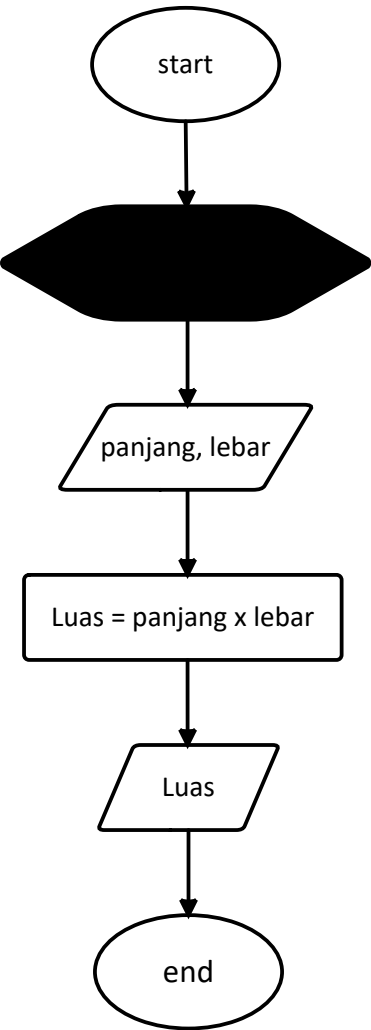 start
panjang, lebar
Luas = panjang x lebar
Luas
end